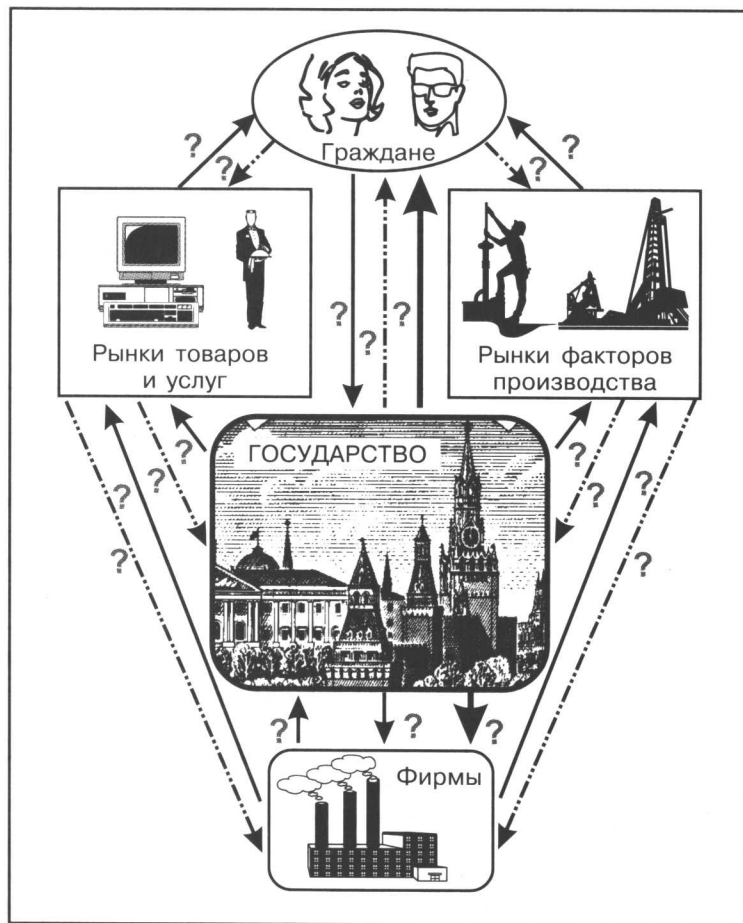 Граждане
?
?
?
?
Рынки товаров
и услуг
?
?
?
Рынки факторов
производства
?
?
ГОСУДАРСТВО
?
?
?
?
?
?
?
?
?
Фирмы